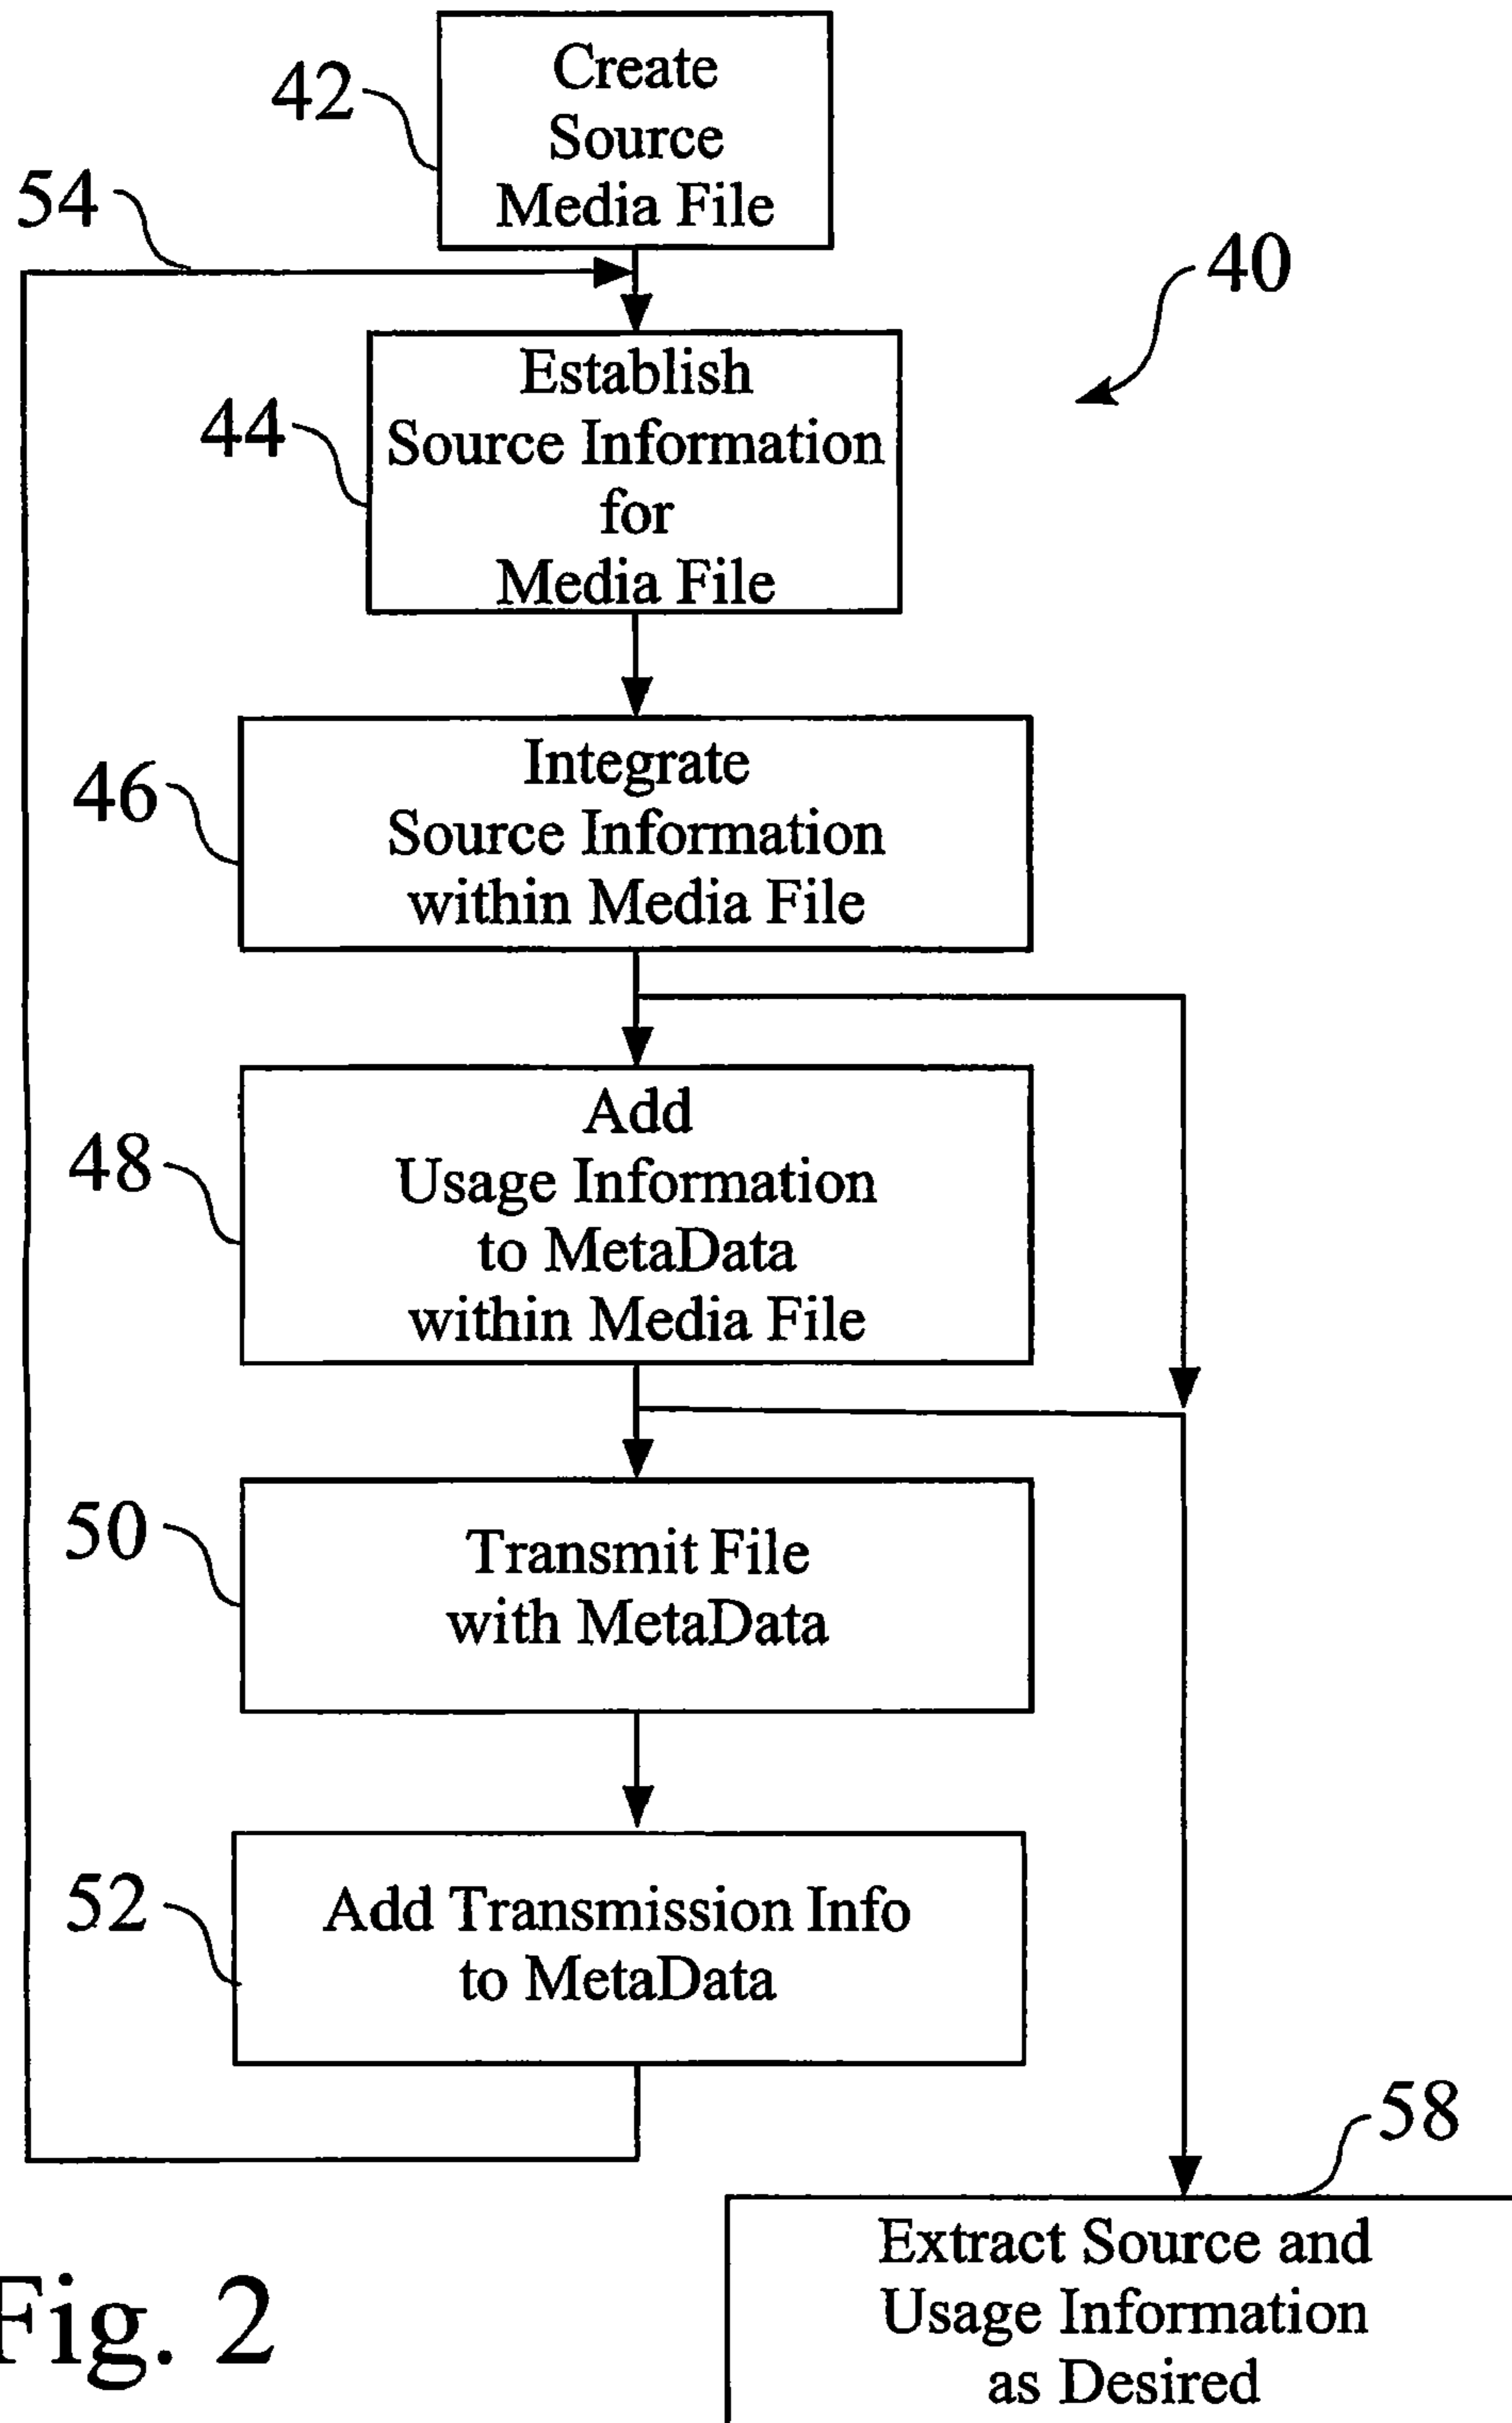 42
Create
Source
Media File
54
40
44
Establish
Source Information
for
Media File
46
Integrate
Source Information
within Media File
48
Add
Usage Information
to MetaData
within Media File
50
Transmit File
with MetaData
52
Add Transmission Info
to MetaData
58
Extract Source and
Usage Information
as Desired
Fig. 2